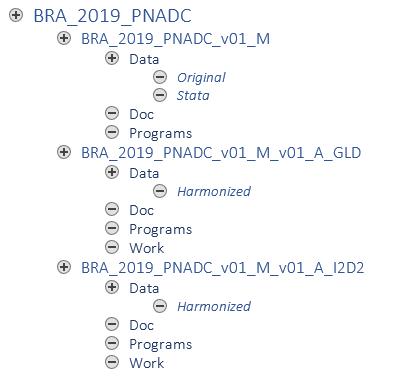 BRA_2019_PNADC
BRA_2019_PNADC_v01_M
Data
Original
Stata
Doc
Programs
BRA_2019_PNADC_v01_M_v01_A_GLD
Data
Harmonized
Doc
Programs
Work
BRA_2019_PNADC_v01_M_v01_A_I2D2
Data
Harmonized
Doc
Programs
Work